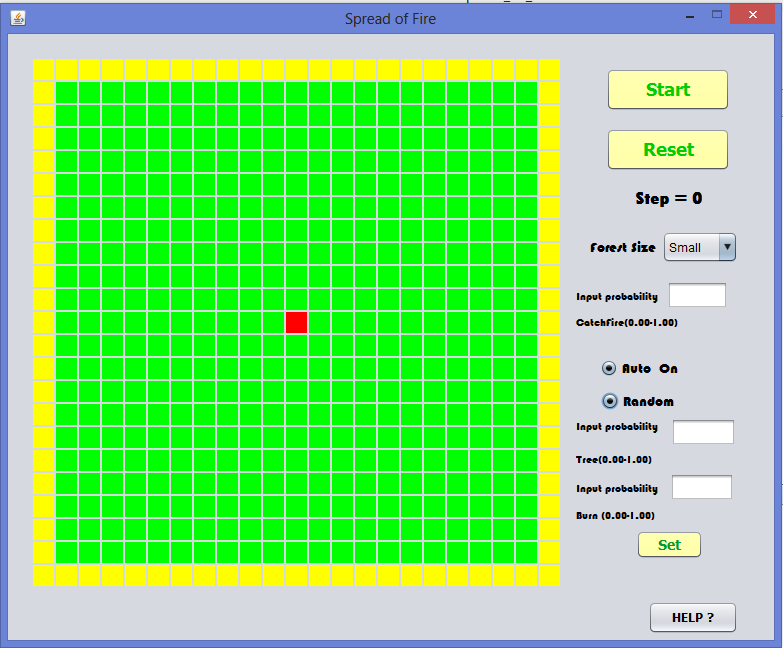 Spread of Fire
Start
Reset
Step = 0
Forest Size Small
Input probability
CatchFire(0.00-1.00)
Auto On
Random
Input probability
Tree(0.00-1.00)
Input probability
Burn (0.00-1.00)
Set
HELP ?